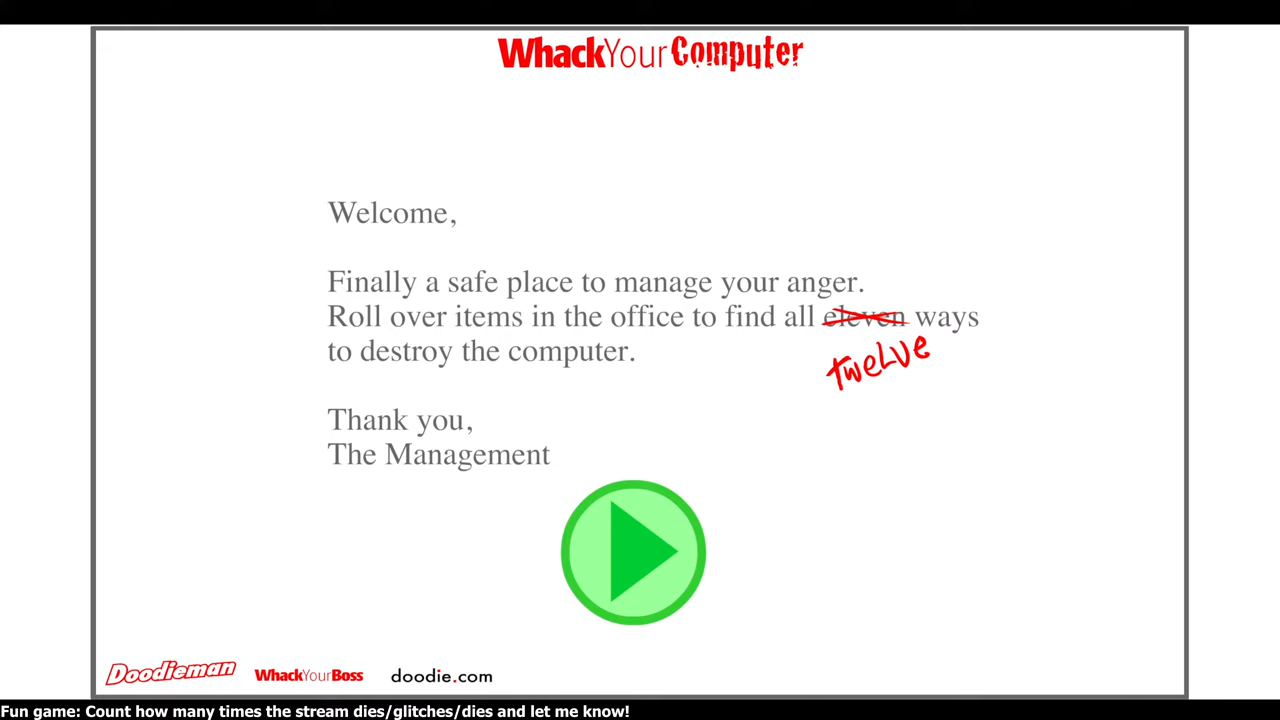 WhackYourComputer
Welcome,
Finally a safe place to manage your anger.
Roll over items in the office to find all eleven ways
twelve
to destroy the computer.
Thank you,
The Management
Doodieman WhackYourBoss doodie.com
Fun game: Count how many times the stream dies/glitches/dies and let me know!